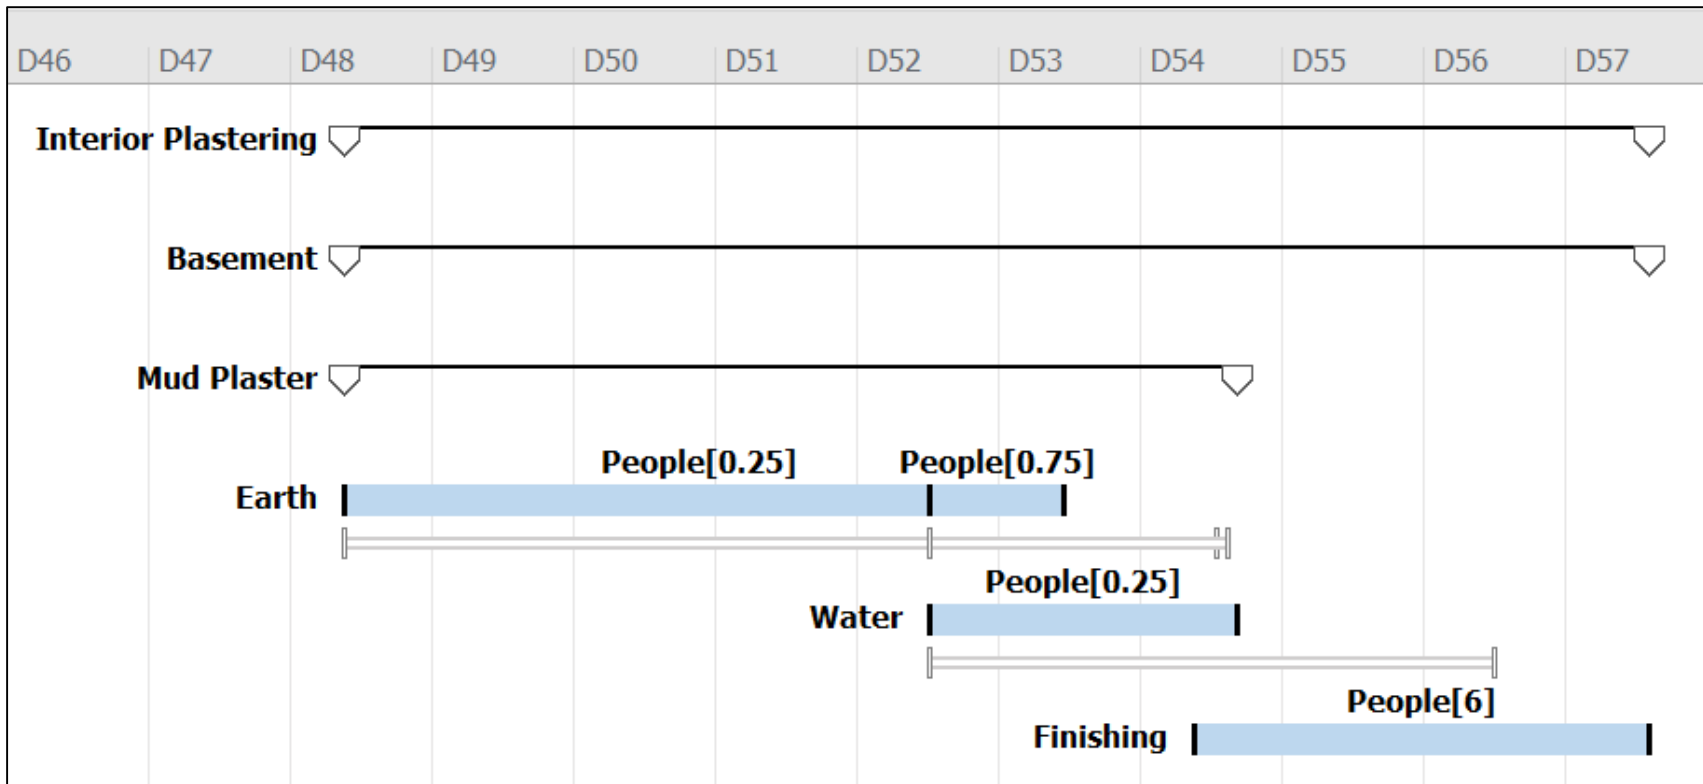 D46 D47 D48 D49 D50 D51 D52 D53 D54 D55 D56 D57
Interior Plastering
Basement
Mud Plaster
People[0.25] People[0.75]
Earth
People[0.25]
Water
People[6]
Finishing